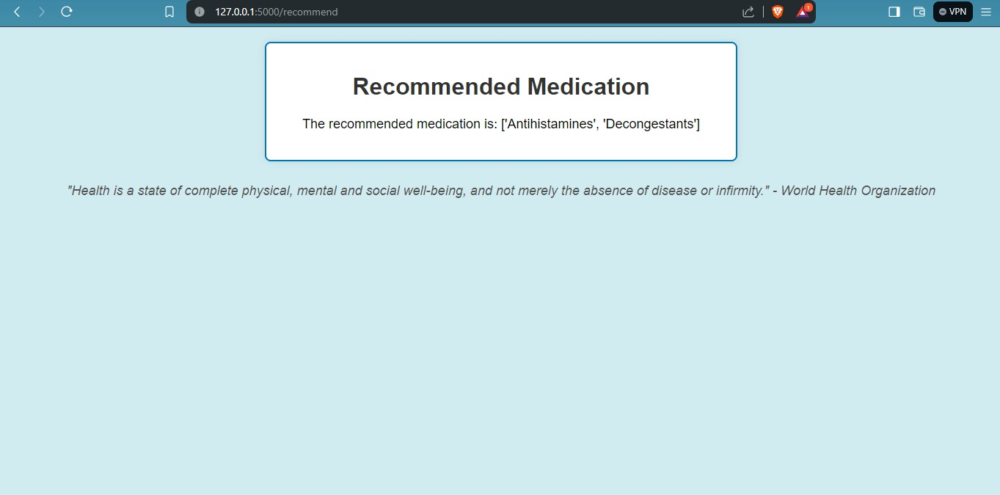 127.0.0.1:5000/recommend
1
VPN
Recommended Medication
The recommended medication is: ['Antihistamines', 'Decongestants']
"Health is a state of complete physical, mental and social well-being, and not merely the absence of disease or infirmity." - World Health Organization